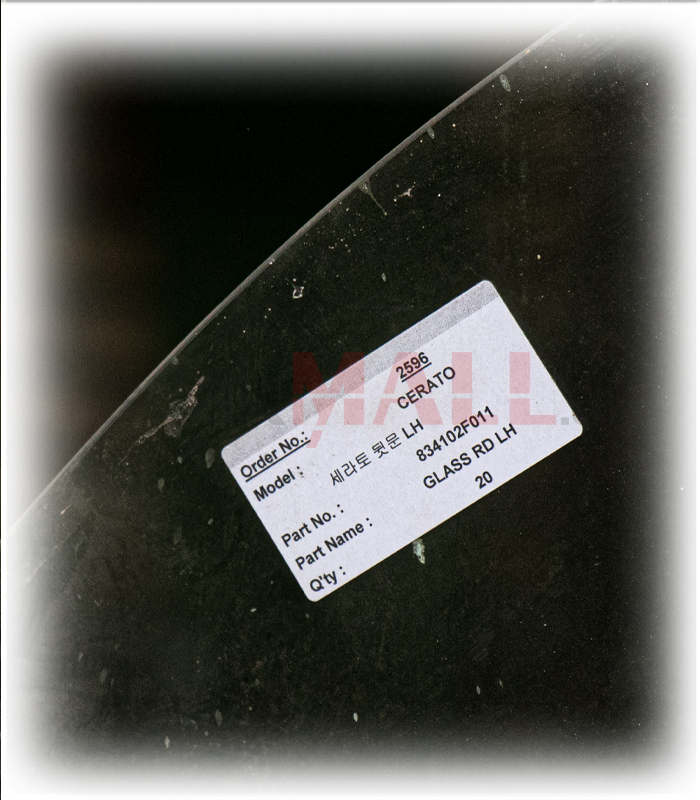 Order No.: 2596
Model : CERATO
세라토 뒷문 LH
Part No. : 834102F011
Part Name : GLASS RD LH
Q'ty : 20
MALL